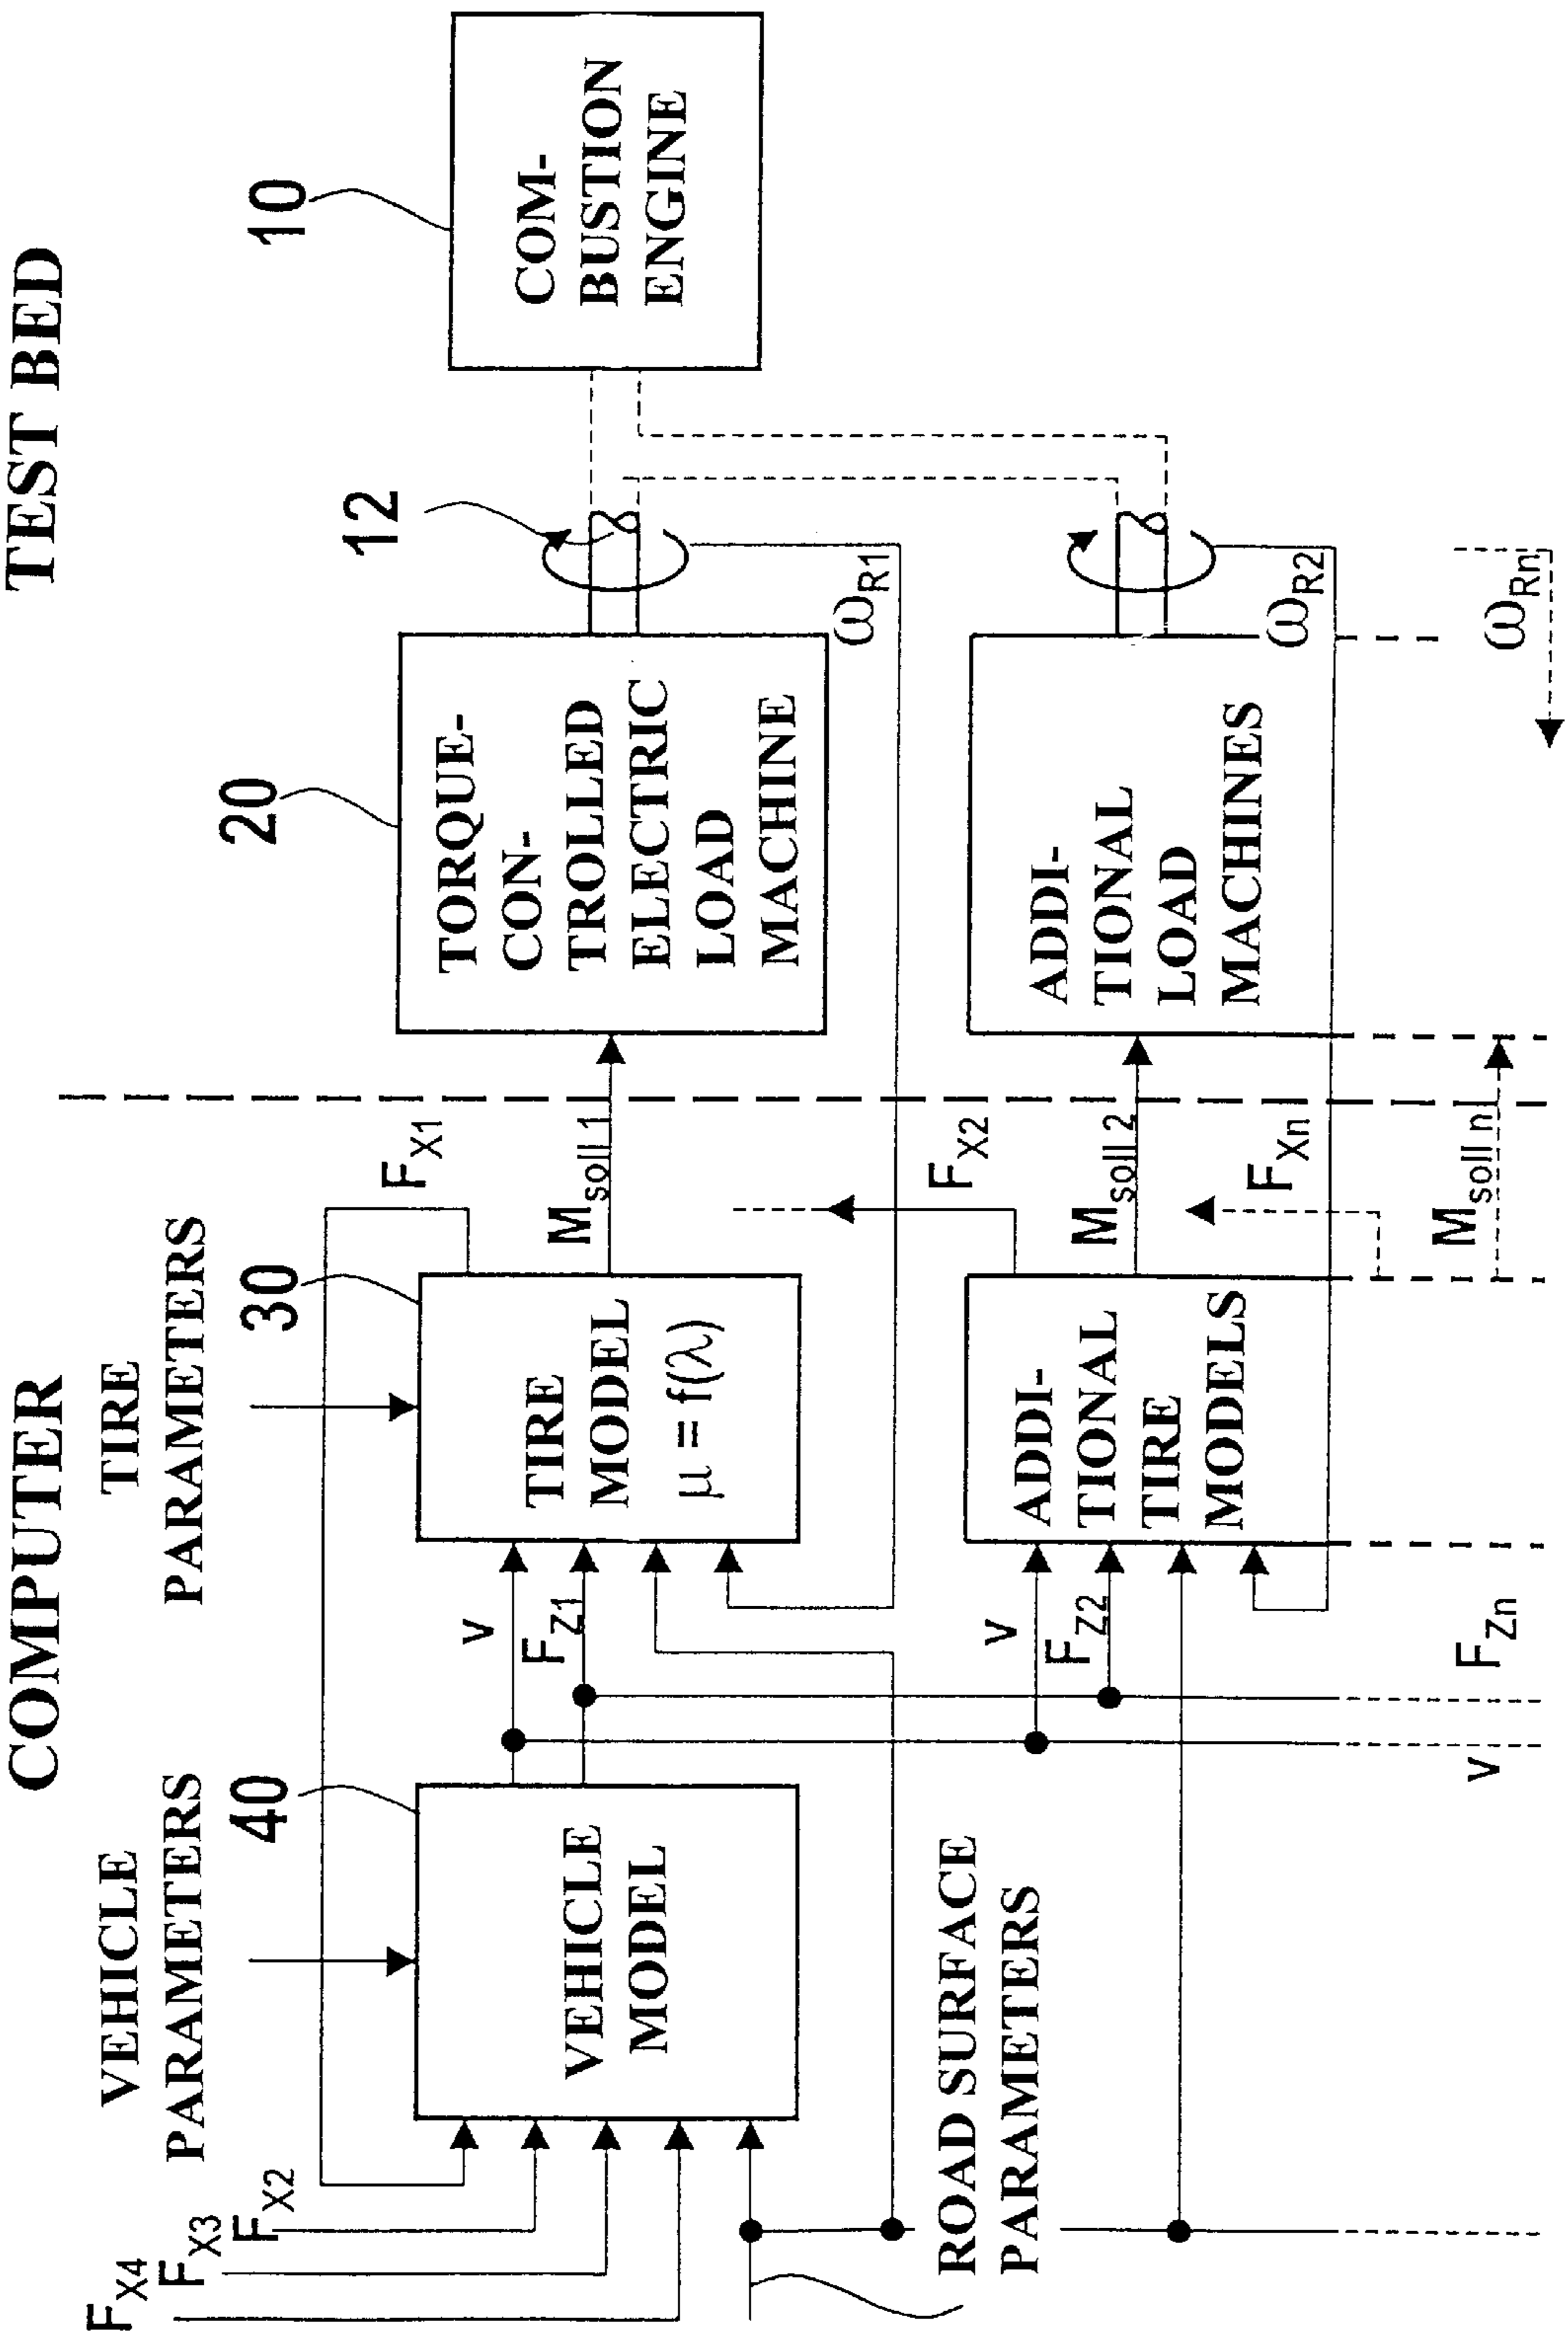 COMPUTER
TEST BED
VEHICLE
PARAMETERS
TIRE
PARAMETERS
F_X4
F_X3
F_X2
40
VEHICLE
MODEL
v
F_Z1
30
TIRE
MODEL
μ = f(λ)
F_X1
M_soll 1
20
TORQUE-
CON-
TROLLED
ELECTRIC
LOAD
MACHINE
12
ω_R1
10
COM-
BUSTION
ENGINE
ROAD SURFACE
PARAMETERS
v
F_Z2
ADDI-
TIONAL
TIRE
MODELS
F_X2
M_soll 2
F_Xn
ADDI-
TIONAL
LOAD
MACHINES
ω_R2
v
F_Zn
M_soll n
ω_Rn